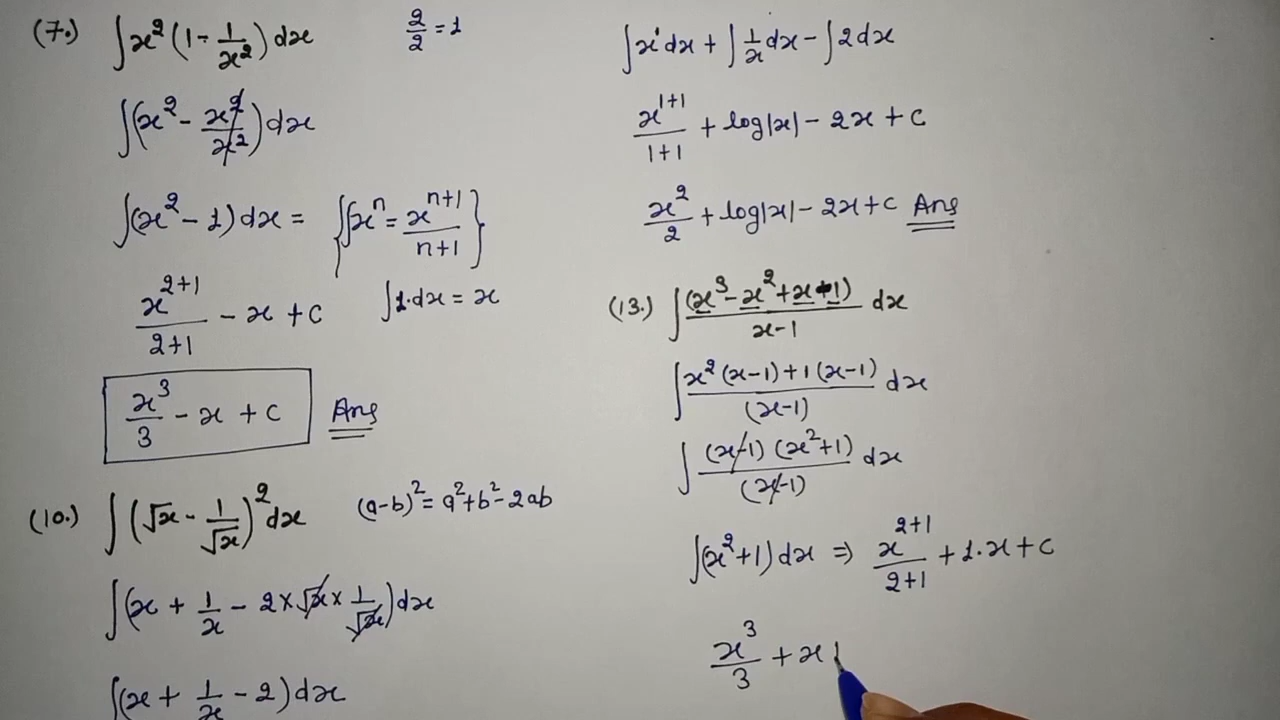 (7.) ∫x²(1 - 1/x²) dx   2/2 = 1
∫(x² - x²/x²) dx
∫(x² - 1) dx = {∫xⁿ = xⁿ⁺¹/n+1}
x²⁺¹/2+1 - x + c   ∫1·dx = x
x³/3 - x + c   Ans
(10.) ∫(√x - 1/√x)² dx   (a-b)² = a²+b²-2ab
∫(x + 1/x - 2×√x×1/√x) dx
∫(x + 1/x - 2) dx
∫x¹dx + ∫1/x dx - ∫2dx
x¹⁺¹/1+1 + log|x| - 2x + c
x²/2 + log|x| - 2x + c Ans
(13.) ∫(x³ - x² + x - 1)/x-1 dx
∫x²(x-1)+1(x-1)/(x-1) dx
∫(x-1)(x²+1)/(x-1) dx
∫(x²+1) dx ⇒ x²⁺¹/2+1 + 1·x + c
x³/3 + x